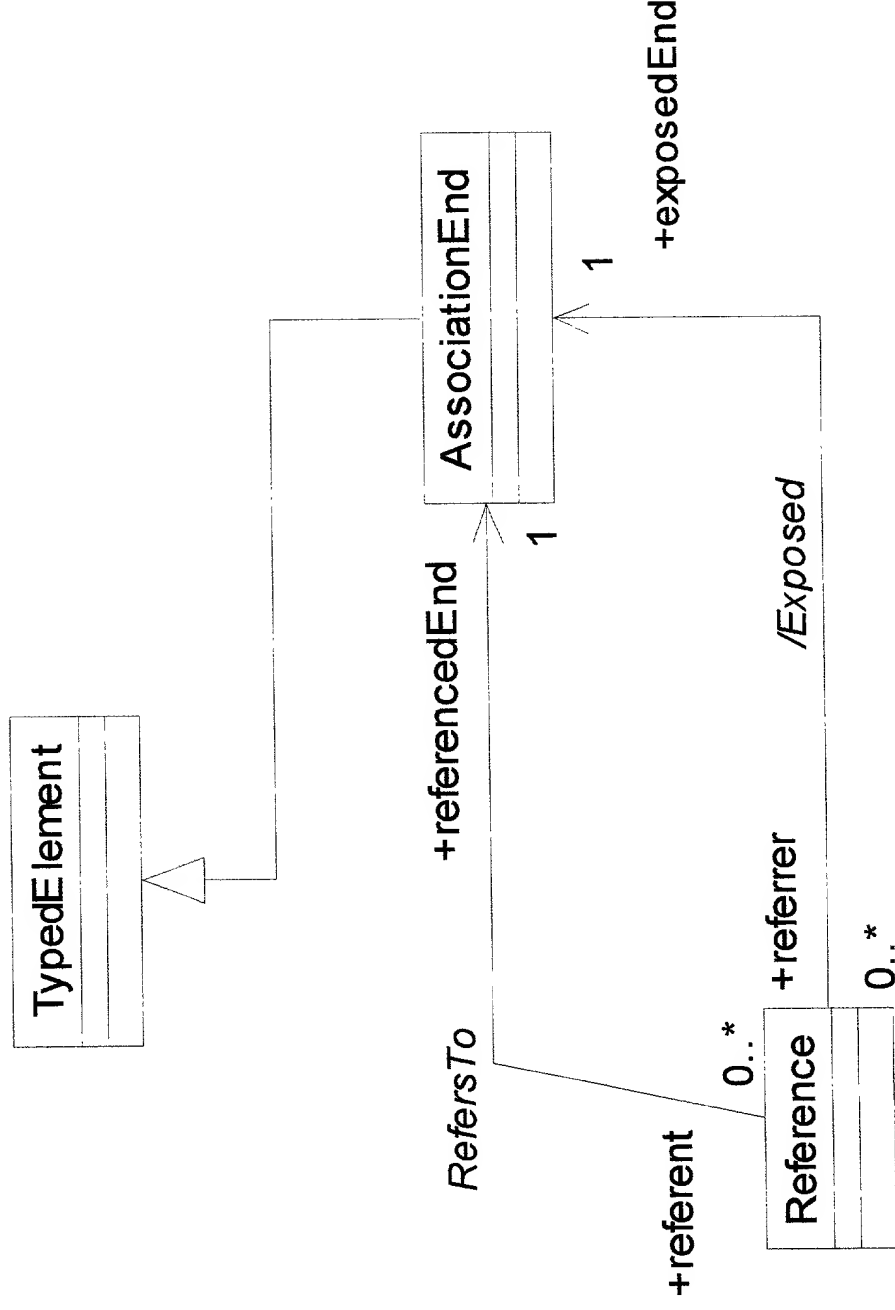 TypedElement
AssociationEnd
+referencedEnd
1
1
+exposedEnd
RefersTo
/Exposed
+referent
0..*
+referrer
0..*
Reference